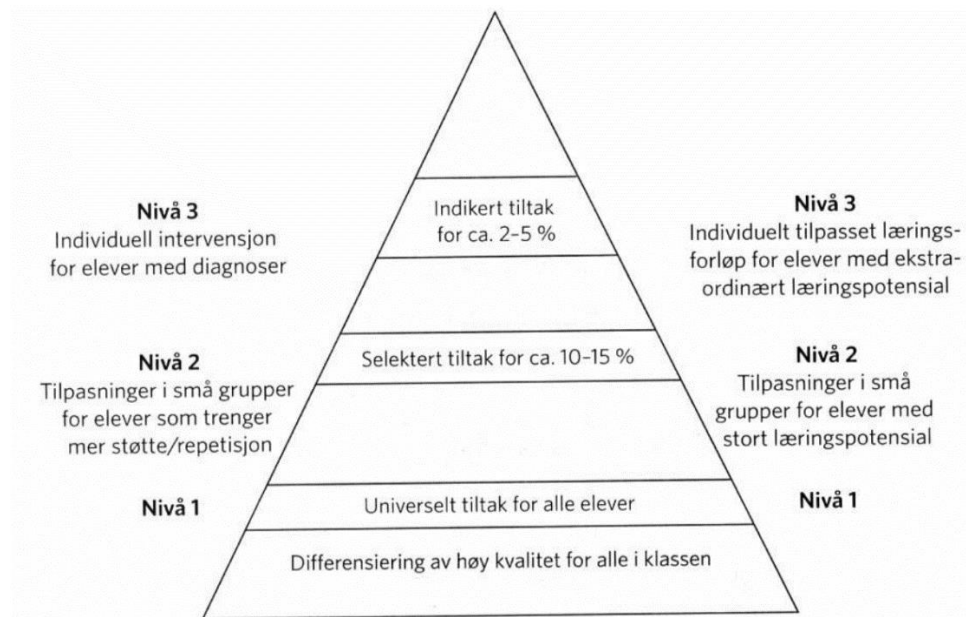 Nivå 3
Individuell intervensjon
for elever med diagnoser
Indikert tiltak
for ca. 2–5 %
Nivå 3
Individuelt tilpasset lærings-
forløp for elever med ekstra-
ordinært læringspotensial
Nivå 2
Tilpasninger i små grupper
for elever som trenger
mer støtte/repetisjon
Selektert tiltak for ca. 10–15 %
Nivå 2
Tilpasninger i små
grupper for elever med
stort læringspotensial
Nivå 1
Universelt tiltak for alle elever
Nivå 1
Differensiering av høy kvalitet for alle i klassen